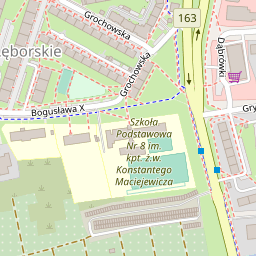 Grochowska
163
ęborskie
Grochowska
Dąbrówki
Bogusława X
Gry
Szkoła
Podstawowa
Nr 8 im.
kpt. ż.w.
Konstantego
Maciejewicza